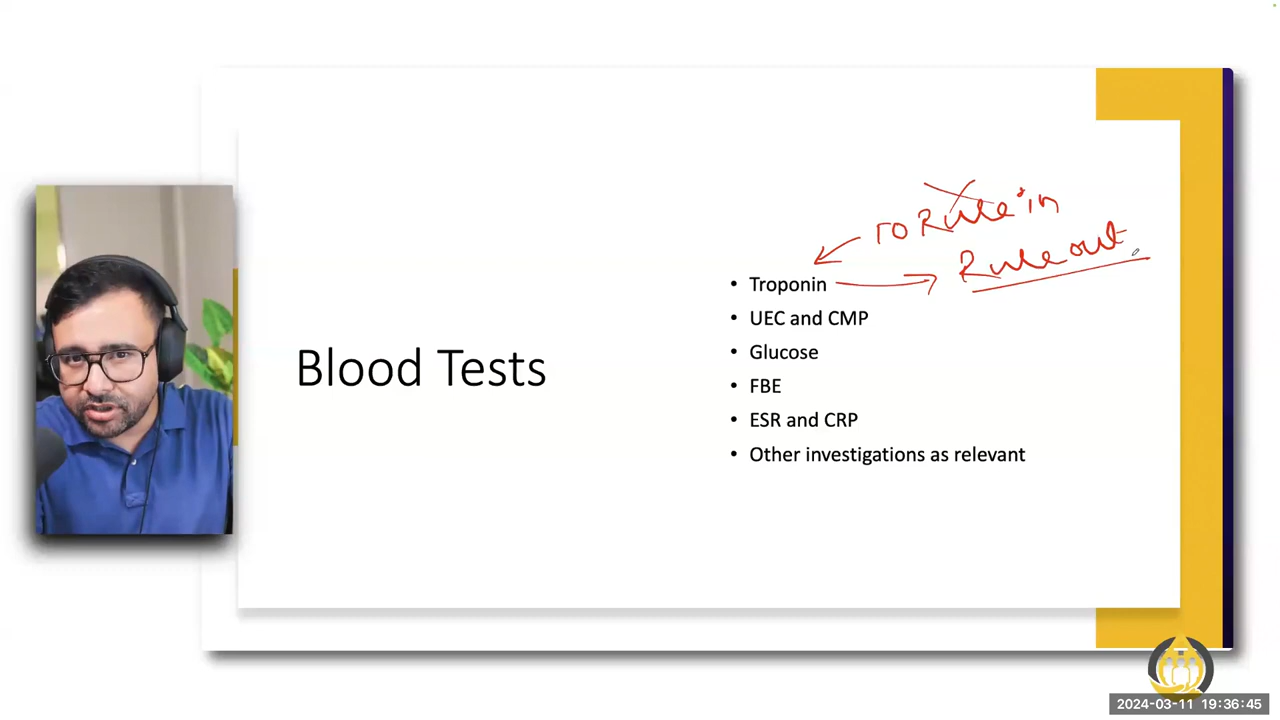 TO Rule in
Rule out
• Troponin
• UEC and CMP
• Glucose
• FBE
• ESR and CRP
• Other investigations as relevant
Blood Tests
2024-03-11 19:36:45